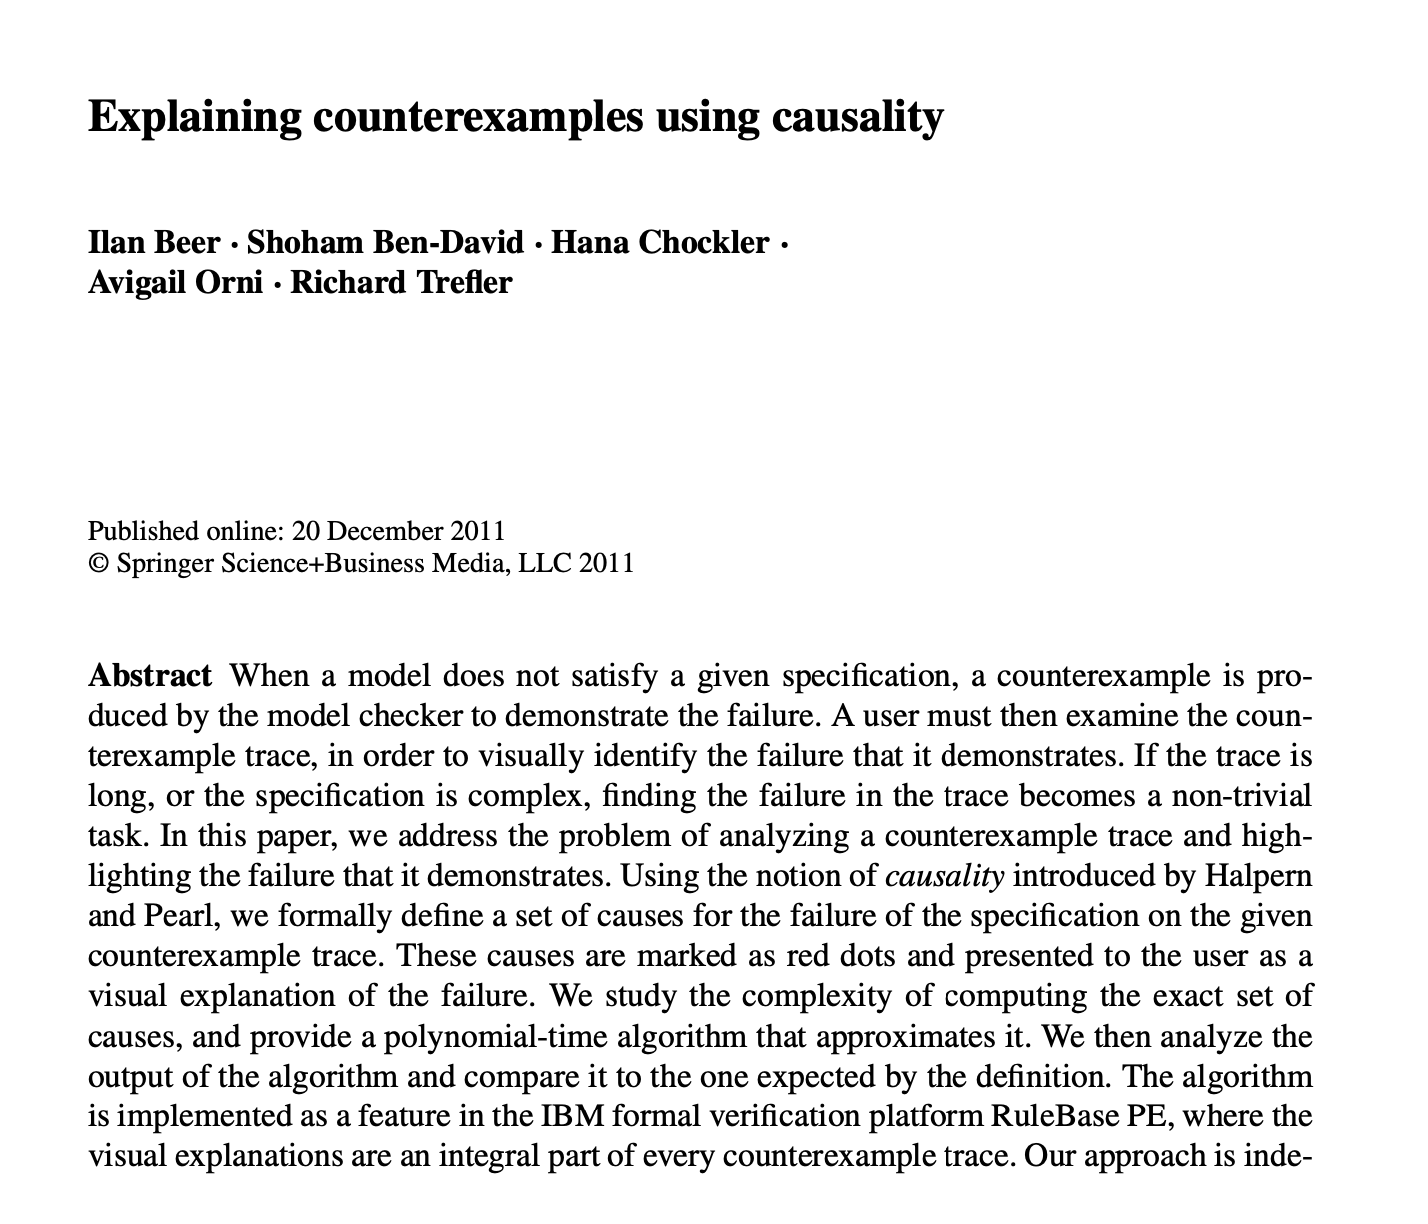 Explaining counterexamples using causality
Ilan Beer · Shoham Ben-David · Hana Chockler ·
Avigail Orni · Richard Trefler
Published online: 20 December 2011
© Springer Science+Business Media, LLC 2011
Abstract When a model does not satisfy a given specification, a counterexample is pro-
duced by the model checker to demonstrate the failure. A user must then examine the coun-
terexample trace, in order to visually identify the failure that it demonstrates. If the trace is
long, or the specification is complex, finding the failure in the trace becomes a non-trivial
task. In this paper, we address the problem of analyzing a counterexample trace and high-
lighting the failure that it demonstrates. Using the notion of causality introduced by Halpern
and Pearl, we formally define a set of causes for the failure of the specification on the given
counterexample trace. These causes are marked as red dots and presented to the user as a
visual explanation of the failure. We study the complexity of computing the exact set of
causes, and provide a polynomial-time algorithm that approximates it. We then analyze the
output of the algorithm and compare it to the one expected by the definition. The algorithm
is implemented as a feature in the IBM formal verification platform RuleBase PE, where the
visual explanations are an integral part of every counterexample trace. Our approach is inde-